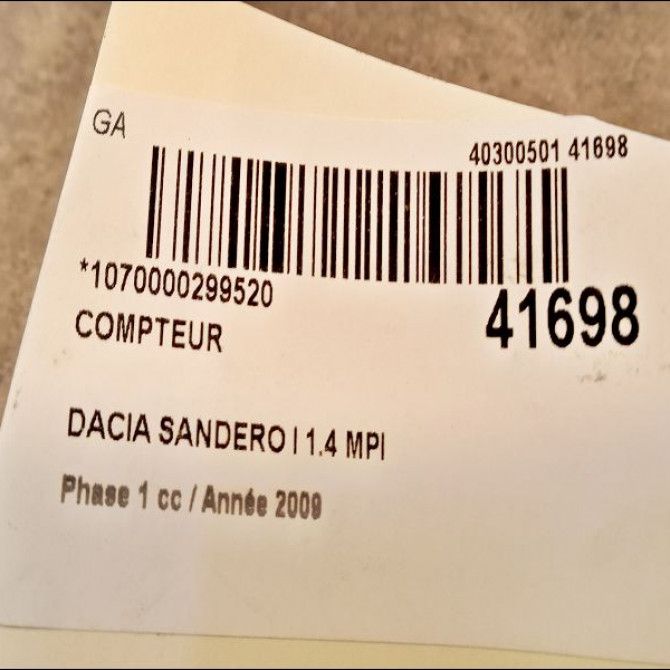 GA
40300501 41698
*1070000299520
41698
COMPTEUR
DACIA SANDERO I 1.4 MPI
Phase 1 cc / Année 2009